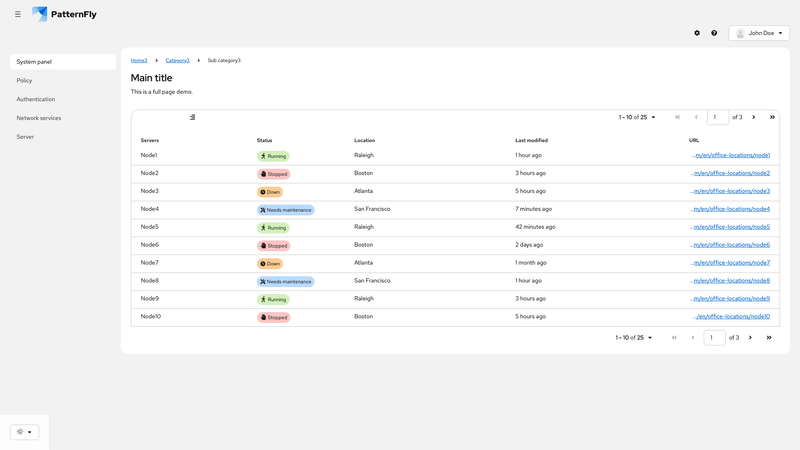 PatternFly
John Doe
System panel
Policy
Authentication
Network services
Server
Home3 Category3 Sub category3
Main title
This is a full page demo.
1 - 10 of 25 1 of 3
Servers Status Location Last modified URL
Node1 Running Raleigh 1 hour ago ...m/en/office-locations/node1
Node2 Stopped Boston 3 hours ago ...m/en/office-locations/node2
Node3 Down Atlanta 5 hours ago ...m/en/office-locations/node3
Node4 Needs maintenance San Francisco 7 minutes ago ...m/en/office-locations/node4
Node5 Running Raleigh 42 minutes ago ...m/en/office-locations/node5
Node6 Stopped Boston 2 days ago ...m/en/office-locations/node6
Node7 Down Atlanta 1 month ago ...m/en/office-locations/node7
Node8 Needs maintenance San Francisco 1 hour ago ...m/en/office-locations/node8
Node9 Running Raleigh 3 hours ago ...m/en/office-locations/node9
Node10 Stopped Boston 5 hours ago .../en/office-locations/node10
1 - 10 of 25 1 of 3